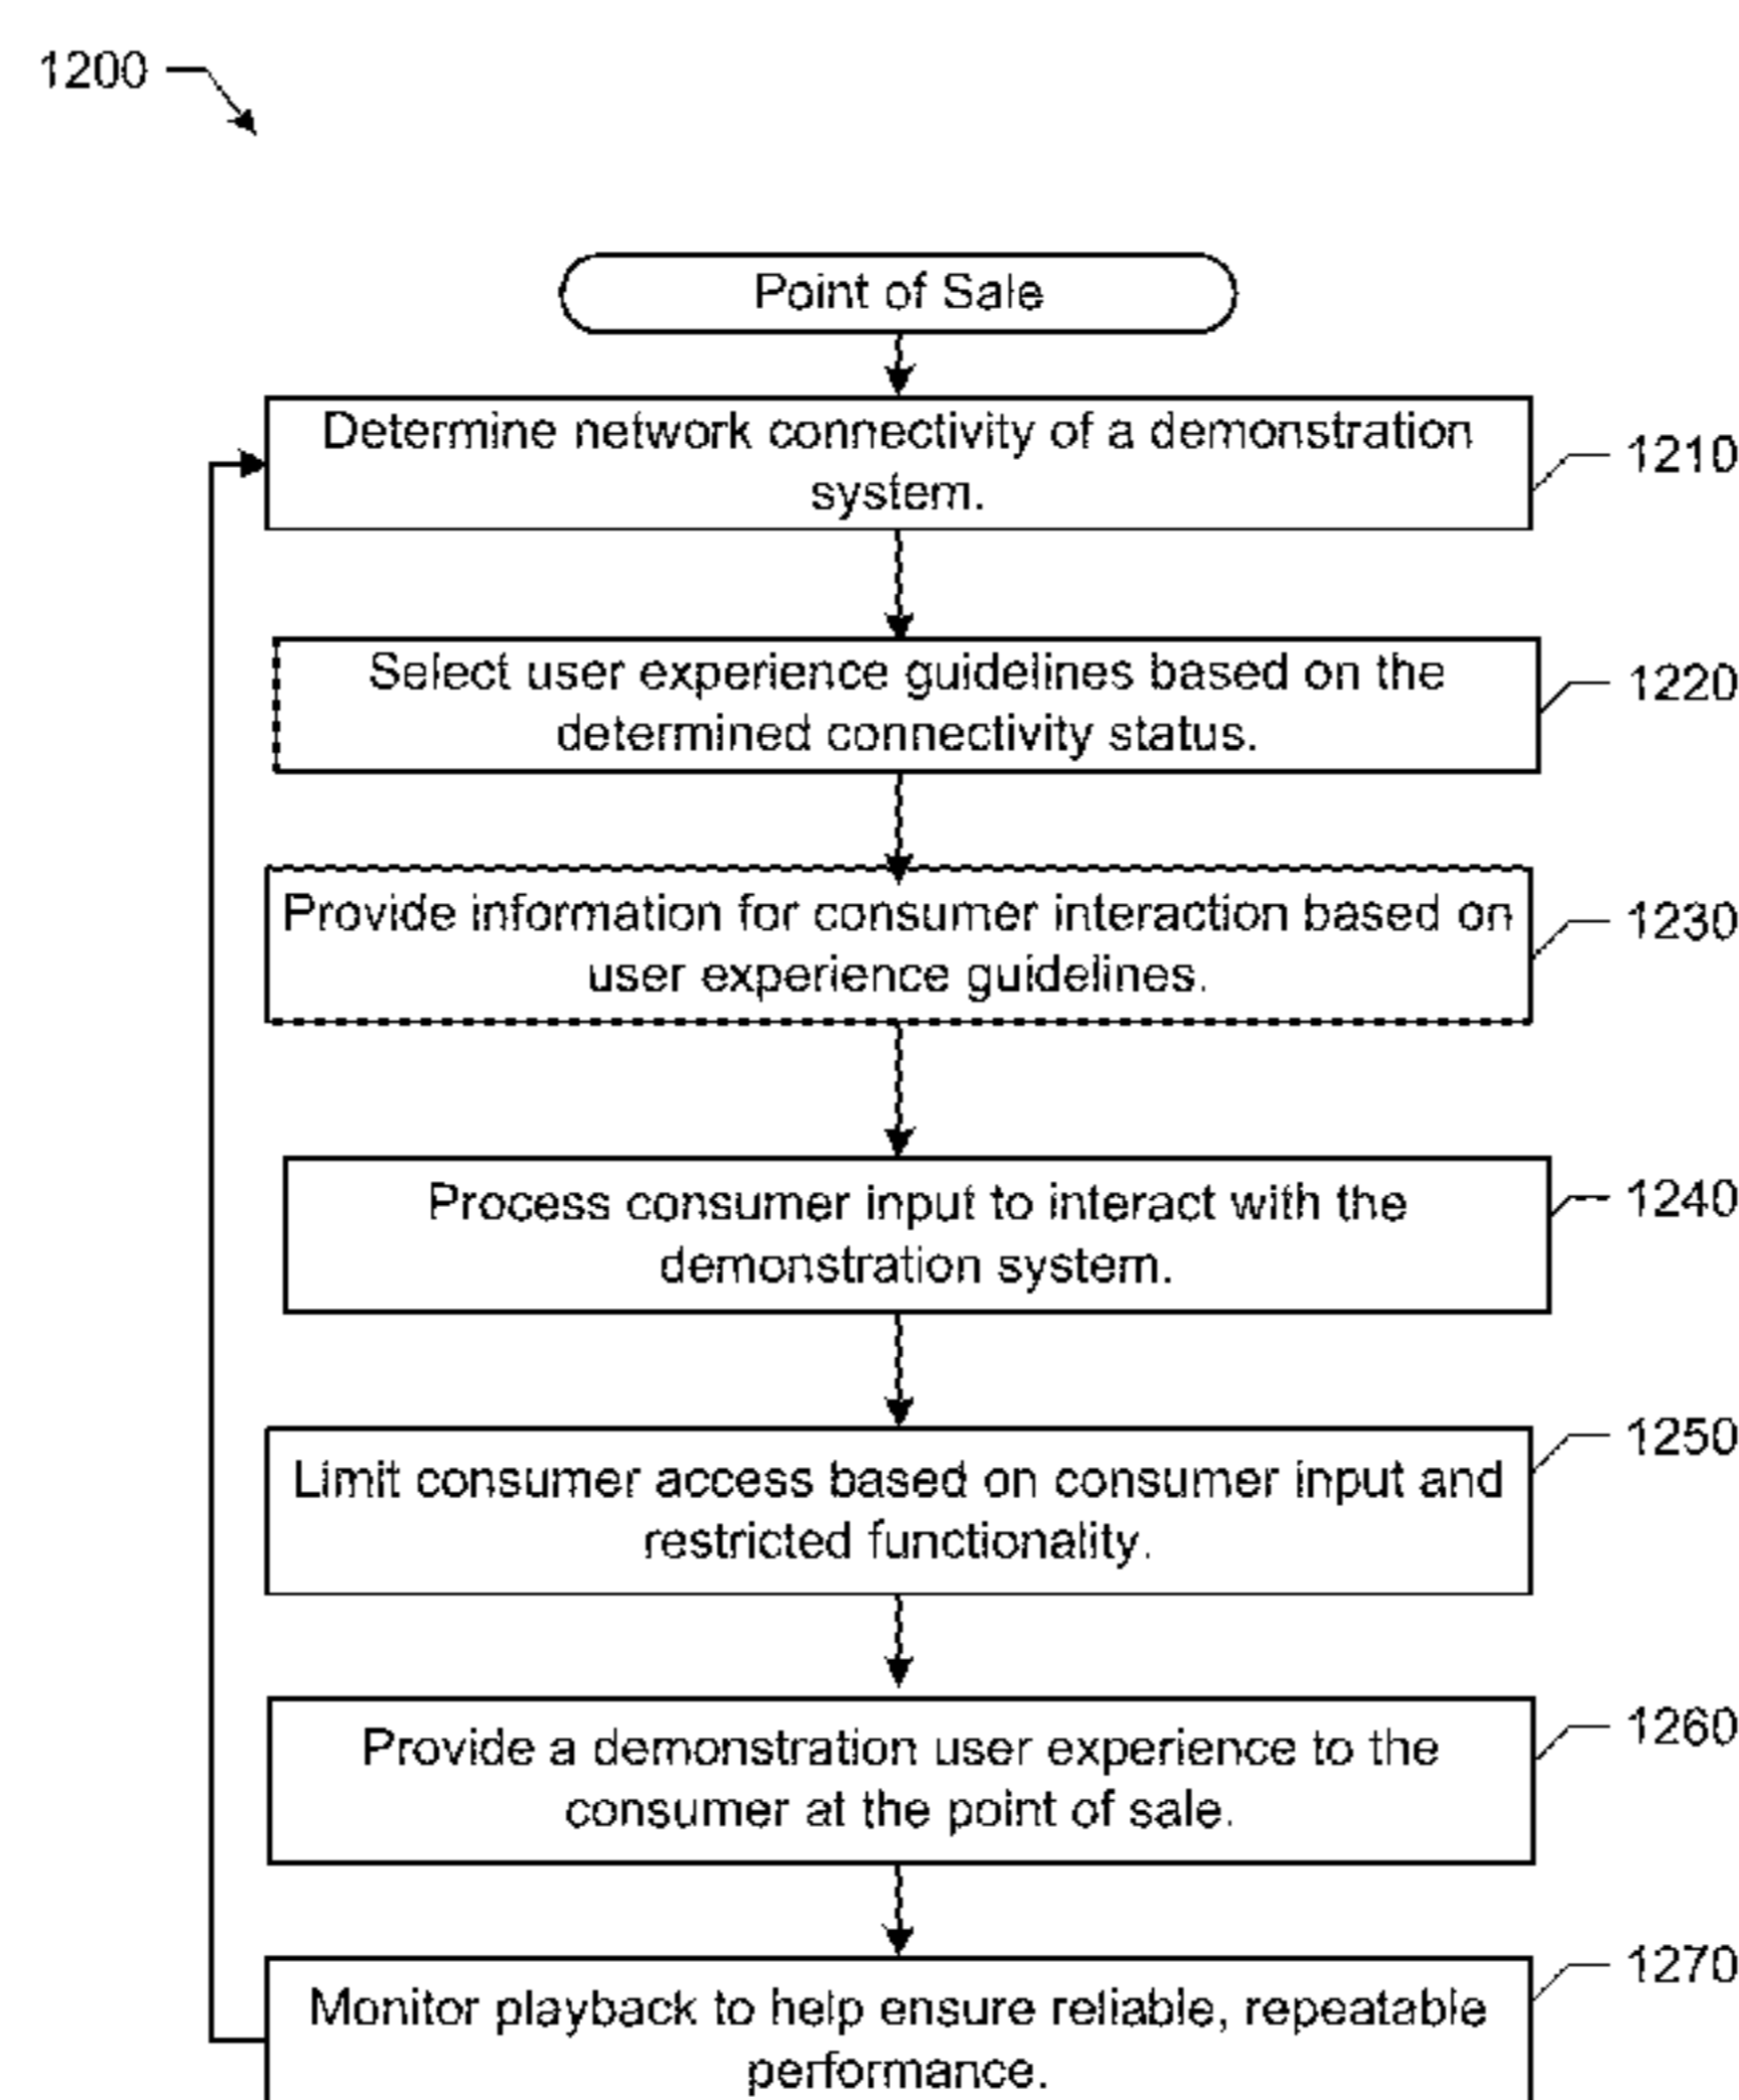 1200
Point of Sale
Determine network connectivity of a demonstration
system.
1210
Select user experience guidelines based on the
determined connectivity status.
1220
Provide information for consumer interaction based on
user experience guidelines.
1230
Process consumer input to interact with the
demonstration system.
1240
Limit consumer access based on consumer input and
restricted functionality.
1250
Provide a demonstration user experience to the
consumer at the point of sale.
1260
Monitor playback to help ensure reliable, repeatable
performance.
1270